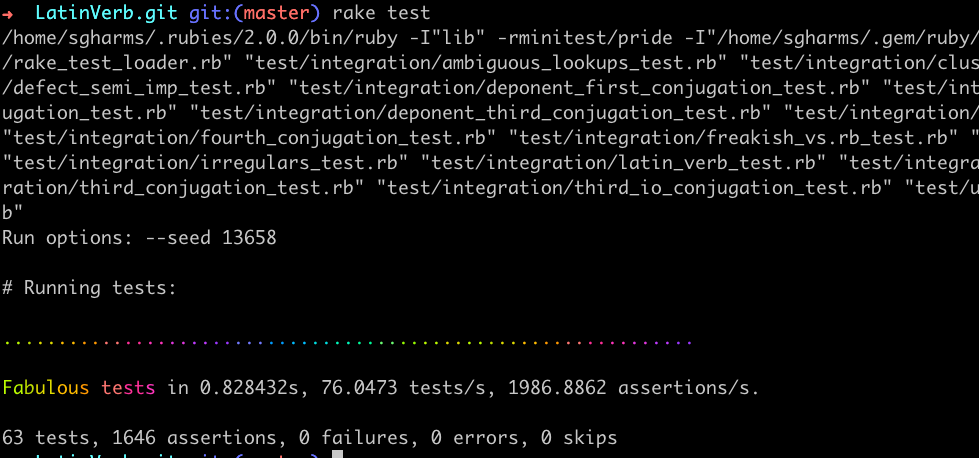 ➜ LatinVerb.git git:(master) rake test
/home/sgharms/.rubies/2.0.0/bin/ruby -I"lib" -rminitest/pride -I"/home/sgharms/.gem/ruby/
/rake_test_loader.rb" "test/integration/ambiguous_lookups_test.rb" "test/integration/clus
/defect_semi_imp_test.rb" "test/integration/deponent_first_conjugation_test.rb" "test/int
ugation_test.rb" "test/integration/deponent_third_conjugation_test.rb" "test/integration/
"test/integration/fourth_conjugation_test.rb" "test/integration/freakish_vs.rb_test.rb" "
"test/integration/irregulars_test.rb" "test/integration/latin_verb_test.rb" "test/integra
ration/third_conjugation_test.rb" "test/integration/third_io_conjugation_test.rb" "test/u
b"
Run options: --seed 13658
# Running tests:
...............................................................
Fabulous tests in 0.828432s, 76.0473 tests/s, 1986.8862 assertions/s.
63 tests, 1646 assertions, 0 failures, 0 errors, 0 skips
LatinVerb.git git:(master)